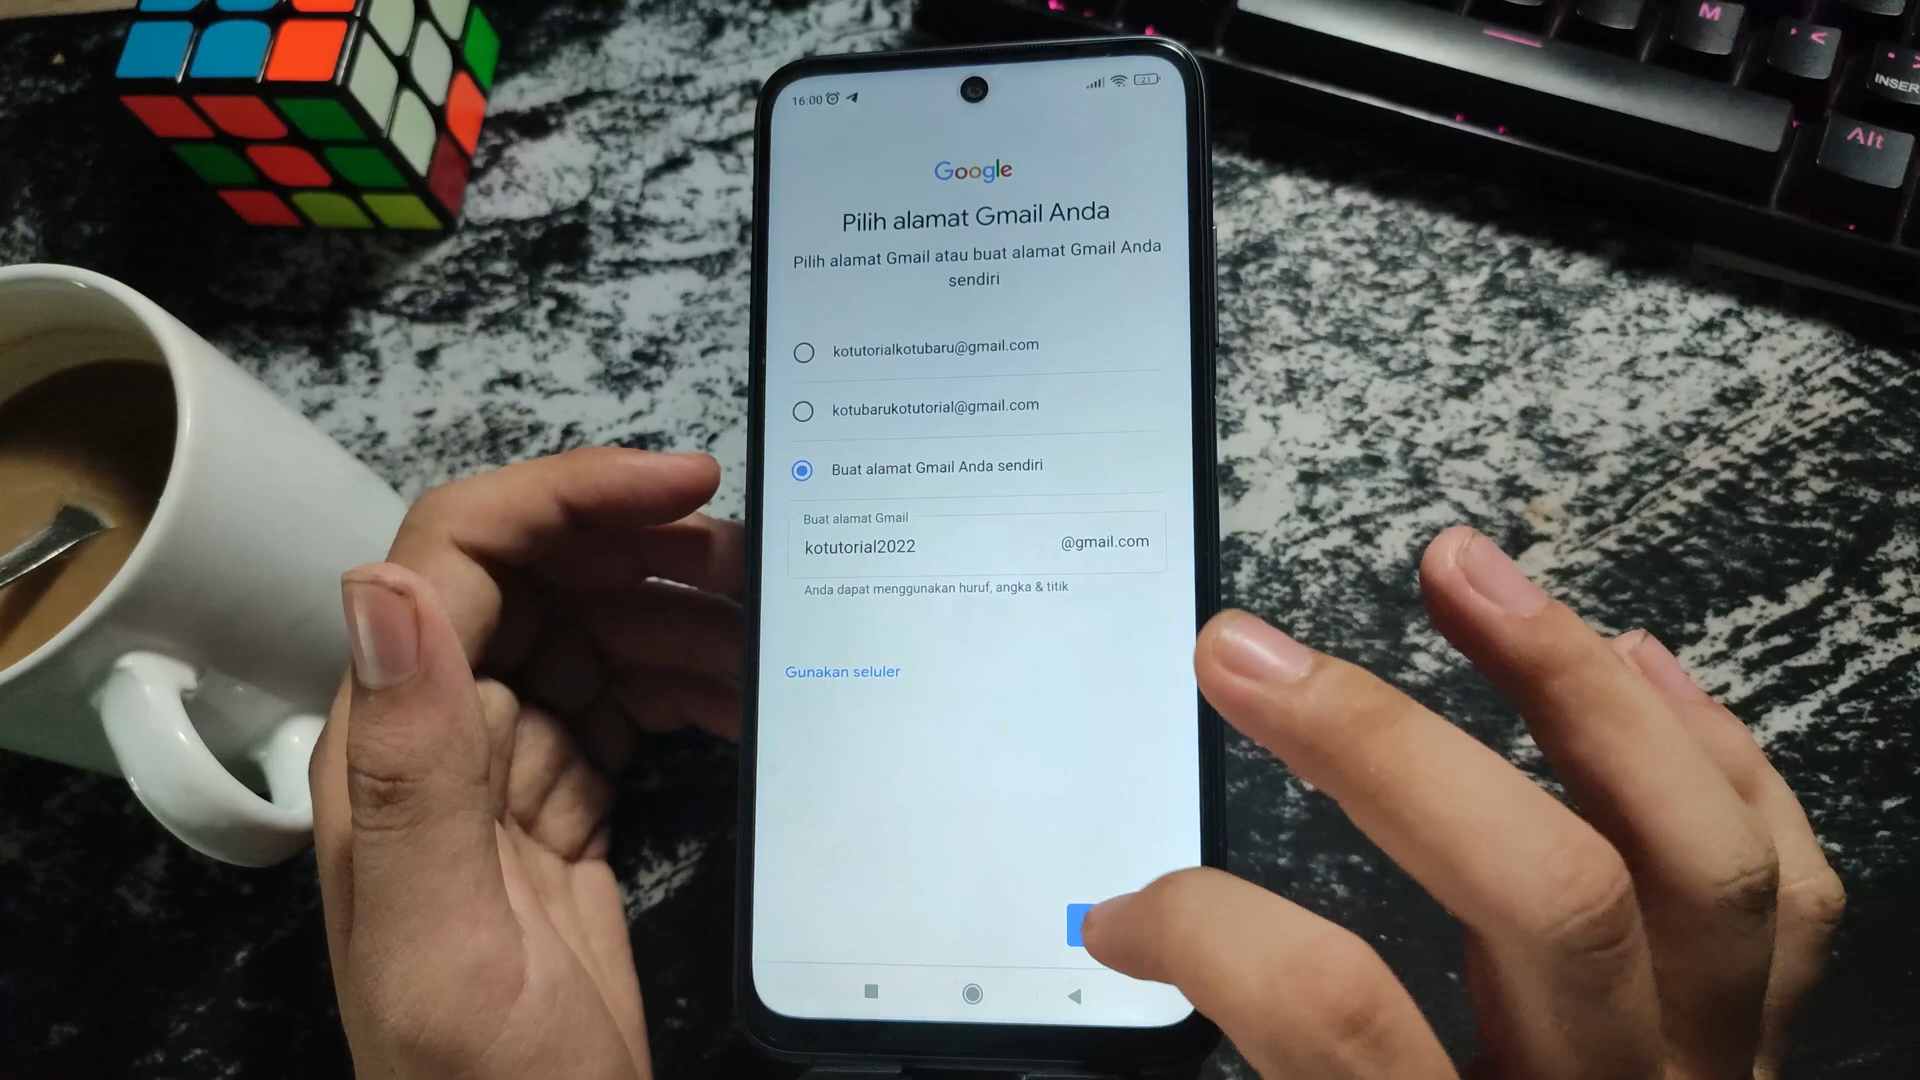 16:00
21
Google
Pilih alamat Gmail Anda
Pilih alamat Gmail atau buat alamat Gmail Anda
sendiri
kotutorialkotubaru@gmail.com
kotubarukotutorial@gmail.com
Buat alamat Gmail Anda sendiri
Buat alamat Gmail
kotutorial2022 @gmail.com
Anda dapat menggunakan huruf, angka & titik
Gunakan seluler
M
<
Alt